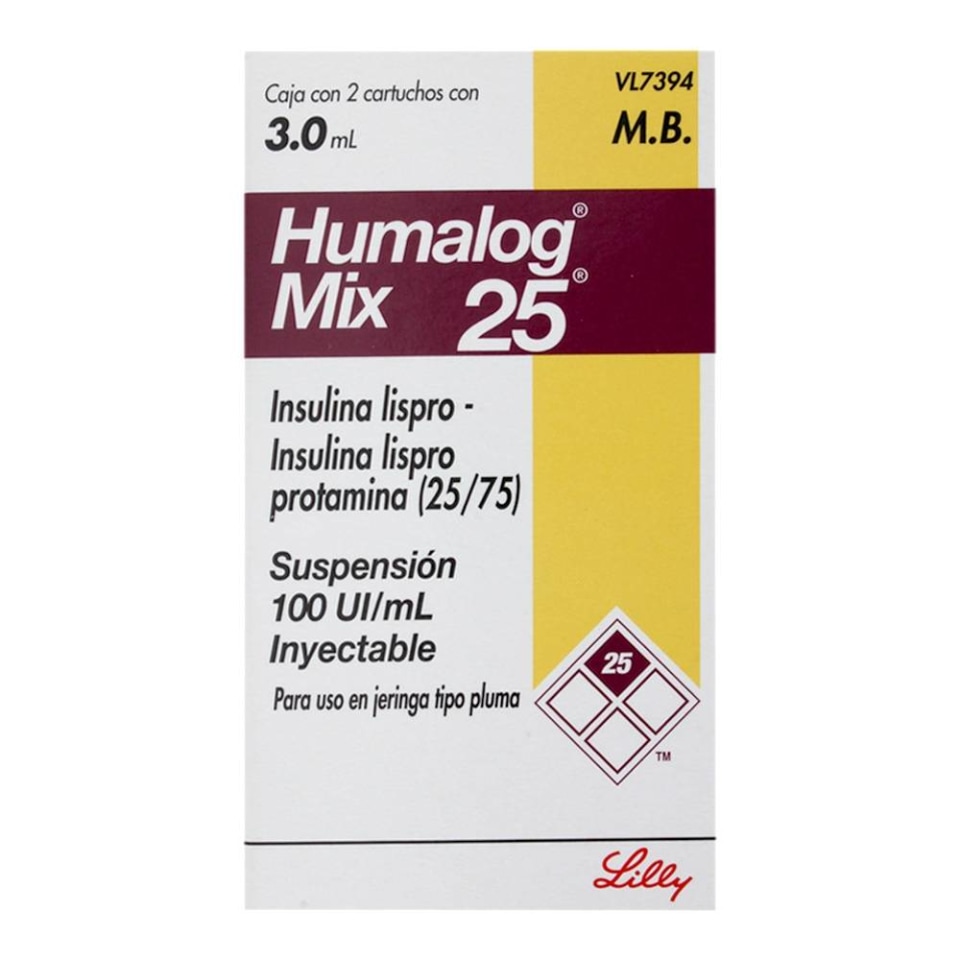 Caja con 2 cartuchos con
3.0 mL
VL7394
M.B.
Humalog®
Mix 25®
Insulina lispro -
Insulina lispro
protamina (25/75)
Suspensión
100 UI/mL
Inyectable
Para uso en jeringa tipo pluma
25
TM
Lilly